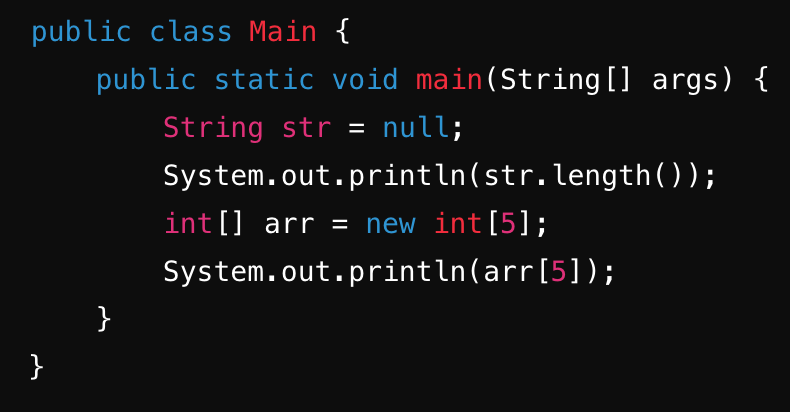 public class Main {
    public static void main(String[] args) {
        String str = null;
        System.out.println(str.length());
        int[] arr = new int[5];
        System.out.println(arr[5]);
    }
}